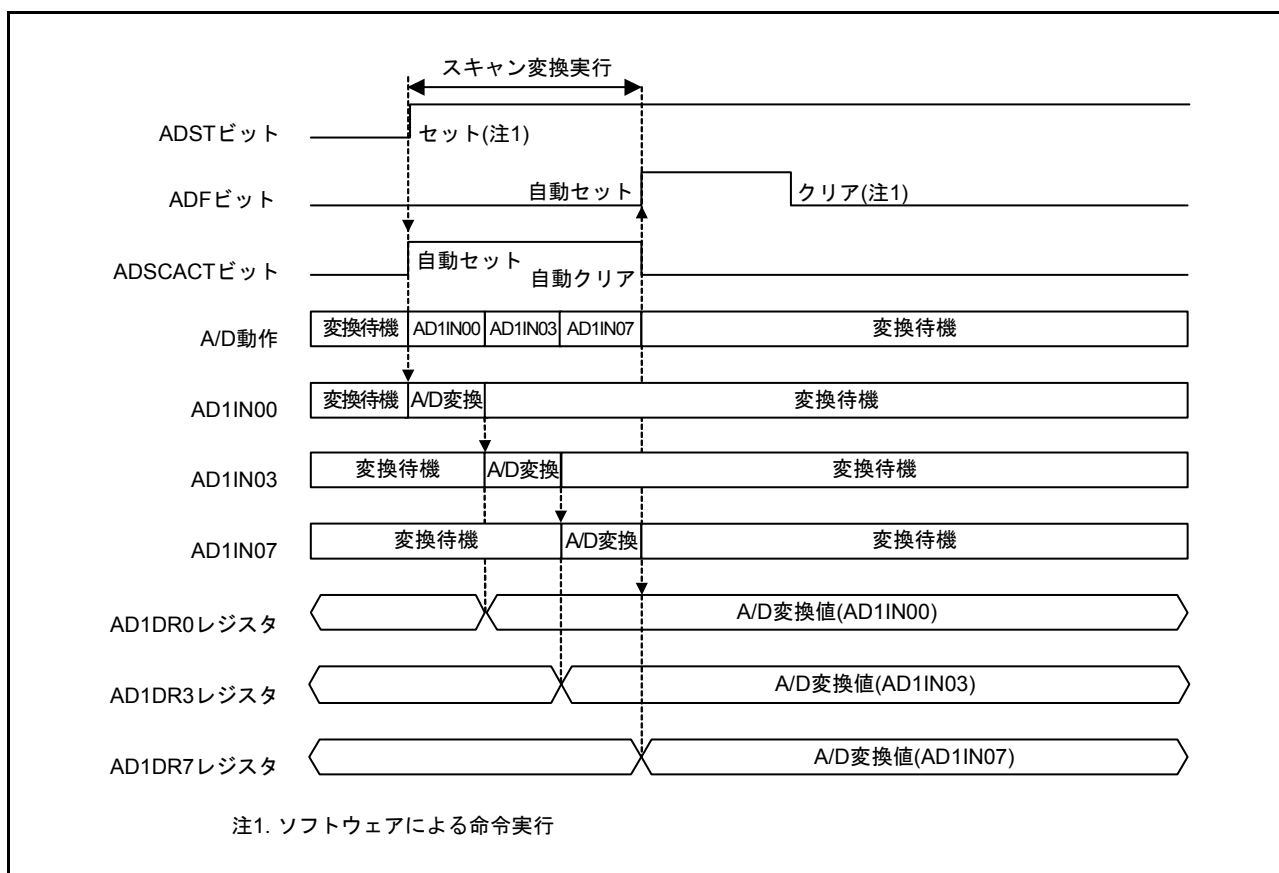 スキャン変換実行
ADSTビット
セット(注1)
ADFビット
自動セット
クリア(注1)
ADSCACTビット
自動セット
自動クリア
A/D動作
変換待機 AD1IN00 AD1IN03 AD1IN07 変換待機
AD1IN00
変換待機 A/D変換 変換待機
AD1IN03
変換待機 A/D変換 変換待機
AD1IN07
変換待機 A/D変換 変換待機
AD1DR0レジスタ
A/D変換値(AD1IN00)
AD1DR3レジスタ
A/D変換値(AD1IN03)
AD1DR7レジスタ
A/D変換値(AD1IN07)
注1. ソフトウェアによる命令実行